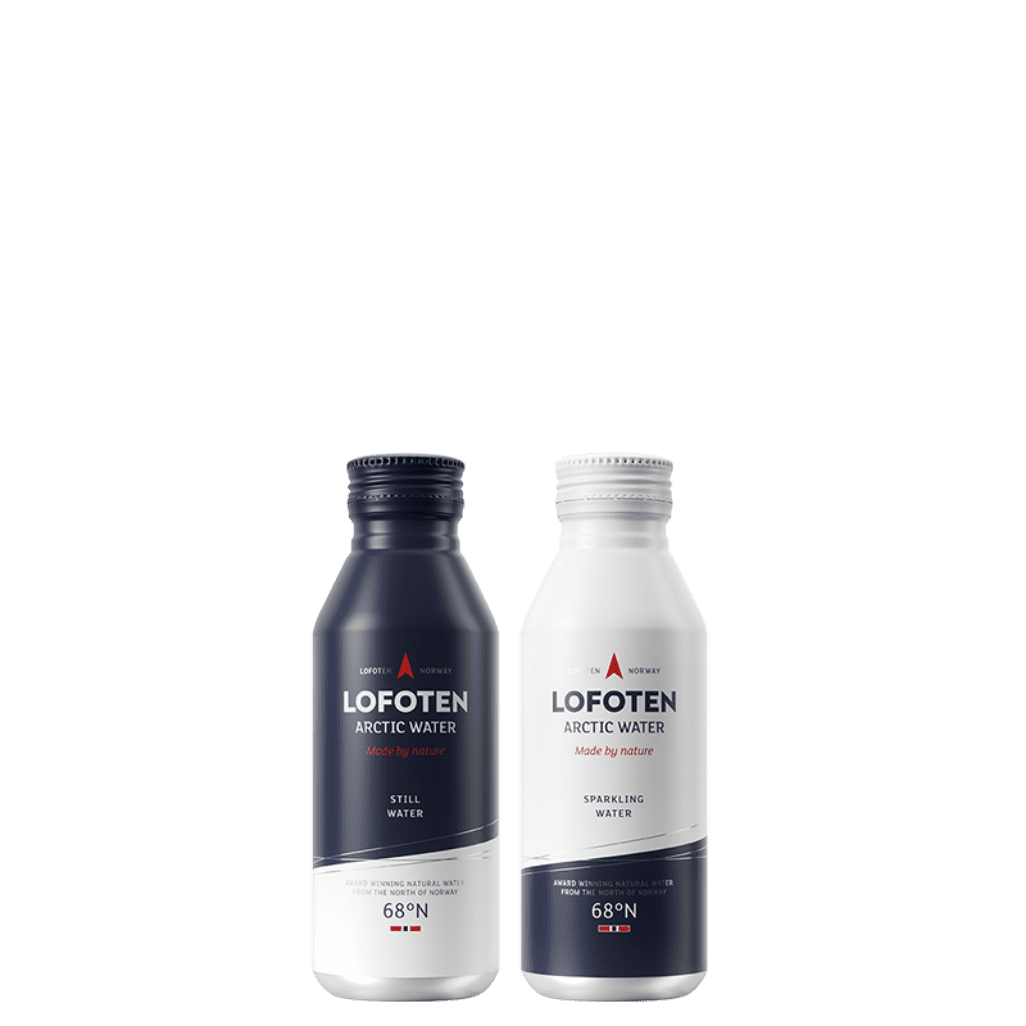 LOFOTEN NORWAY
LOFOTEN
ARCTIC WATER
Made by nature
STILL
WATER
AWARD WINNING NATURAL WATER
FROM THE NORTH OF NORWAY
68°N
LOFOTEN NORWAY
LOFOTEN
ARCTIC WATER
Made by nature
SPARKLING
WATER
AWARD WINNING NATURAL WATER
FROM THE NORTH OF NORWAY
68°N